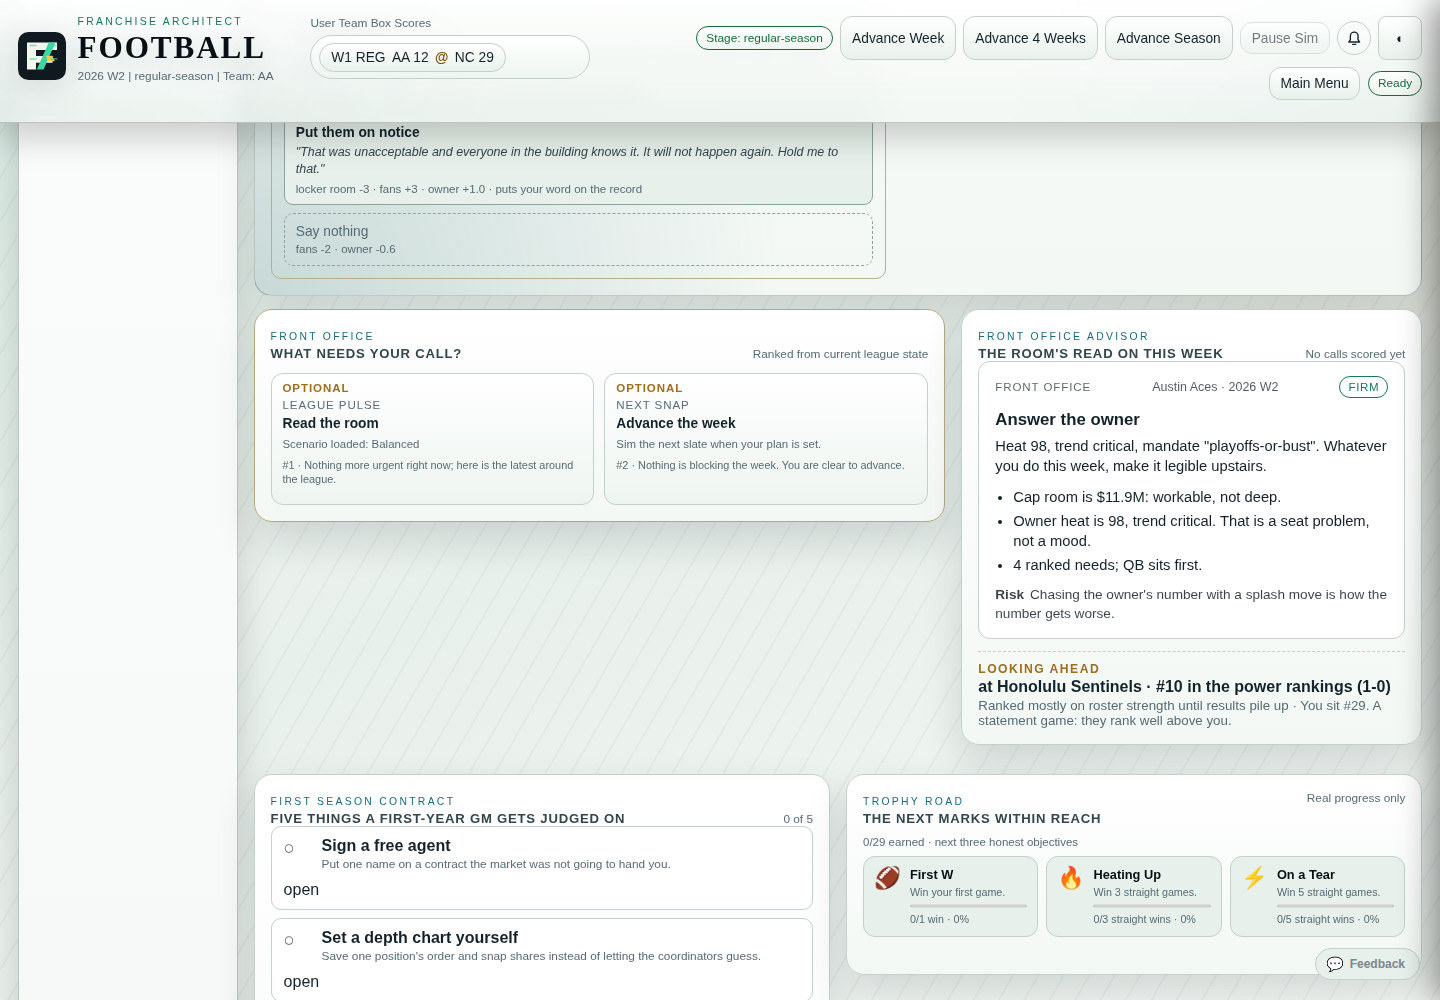 FRANCHISE ARCHITECT
FOOTBALL
2026 W2 | regular-season | Team: AA
User Team Box Scores
W1 REG AA 12 @ NC 29
Stage: regular-season
Advance Week
Advance 4 Weeks
Advance Season
Pause Sim
Main Menu
Ready
Put them on notice
"That was unacceptable and everyone in the building knows it. It will not happen again. Hold me to
that."
locker room -3 · fans +3 · owner +1.0 · puts your word on the record
Say nothing
fans -2 · owner -0.6
FRONT OFFICE
WHAT NEEDS YOUR CALL?
Ranked from current league state
OPTIONAL
LEAGUE PULSE
Read the room
Scenario loaded: Balanced
#1 · Nothing more urgent right now; here is the latest around
the league.
OPTIONAL
NEXT SNAP
Advance the week
Sim the next slate when your plan is set.
#2 · Nothing is blocking the week. You are clear to advance.
FRONT OFFICE ADVISOR
THE ROOM'S READ ON THIS WEEK
No calls scored yet
FRONT OFFICE
Austin Aces · 2026 W2
FIRM
Answer the owner
Heat 98, trend critical, mandate "playoffs-or-bust". Whatever
you do this week, make it legible upstairs.
• Cap room is $11.9M: workable, not deep.
• Owner heat is 98, trend critical. That is a seat problem,
not a mood.
• 4 ranked needs; QB sits first.
Risk Chasing the owner's number with a splash move is how the
number gets worse.
LOOKING AHEAD
at Honolulu Sentinels · #10 in the power rankings (1-0)
Ranked mostly on roster strength until results pile up · You sit #29. A
statement game: they rank well above you.
FIRST SEASON CONTRACT
FIVE THINGS A FIRST-YEAR GM GETS JUDGED ON
0 of 5
Sign a free agent
Put one name on a contract the market was not going to hand you.
open
Set a depth chart yourself
Save one position's order and snap shares instead of letting the coordinators guess.
open
TROPHY ROAD
Real progress only
THE NEXT MARKS WITHIN REACH
0/29 earned · next three honest objectives
First W
Win your first game.
0/1 win · 0%
Heating Up
Win 3 straight games.
0/3 straight wins · 0%
On a Tear
Win 5 straight games.
0/5 straight wins · 0%
Feedback